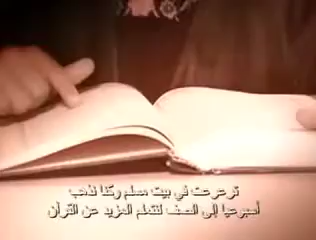 ترعرعت في بيت مسلم وكنا نذهب
أسبوعيا إلى الصف لنتعلم المزيد عن القرآن